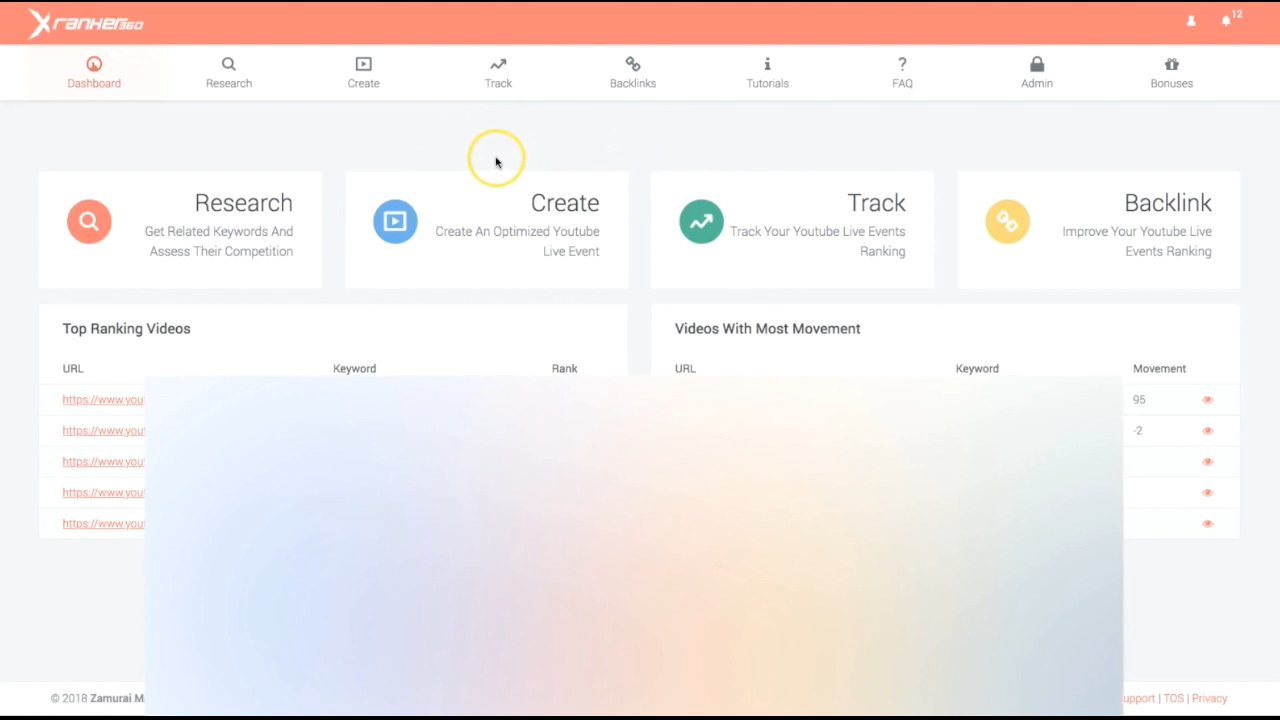 Xranker360
12
Dashboard
Research
Create
Track
Backlinks
Tutorials
FAQ
Admin
Bonuses
Research
Get Related Keywords And
Assess Their Competition
Create
Create An Optimized Youtube
Live Event
Track
Track Your Youtube Live Events
Ranking
Backlink
Improve Your Youtube Live
Events Ranking
Top Ranking Videos
URL Keyword Rank
https://www.you
https://www.you
https://www.you
https://www.you
https://www.you
Videos With Most Movement
URL Keyword Movement
95
-2
© 2018 Zamurai
TOS | Privacy